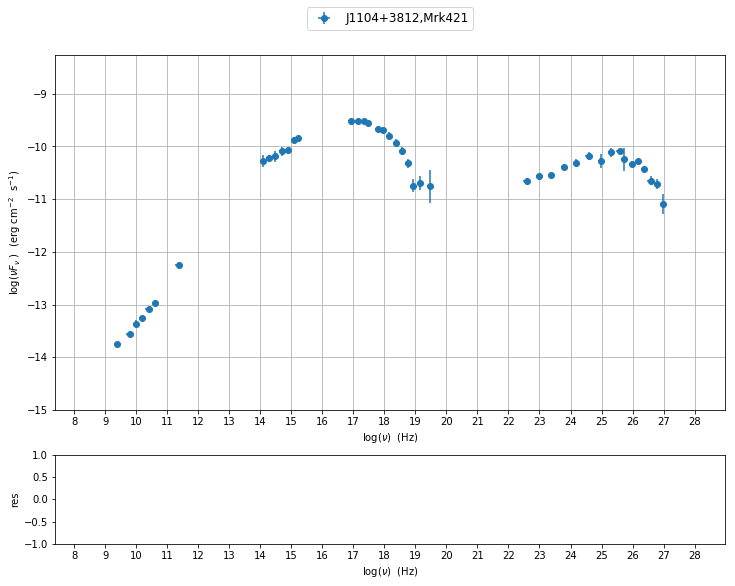 J1104+3812,Mrk421
−9
−10
−11
−12
−13
−14
−15
log(νF_ν )  (erg cm⁻²  s⁻¹)
8 9 10 11 12 13 14 15 16 17 18 19 20 21 22 23 24 25 26 27 28
log(ν)  (Hz)
1.0
0.5
0.0
−0.5
−1.0
res
8 9 10 11 12 13 14 15 16 17 18 19 20 21 22 23 24 25 26 27 28
log(ν)  (Hz)